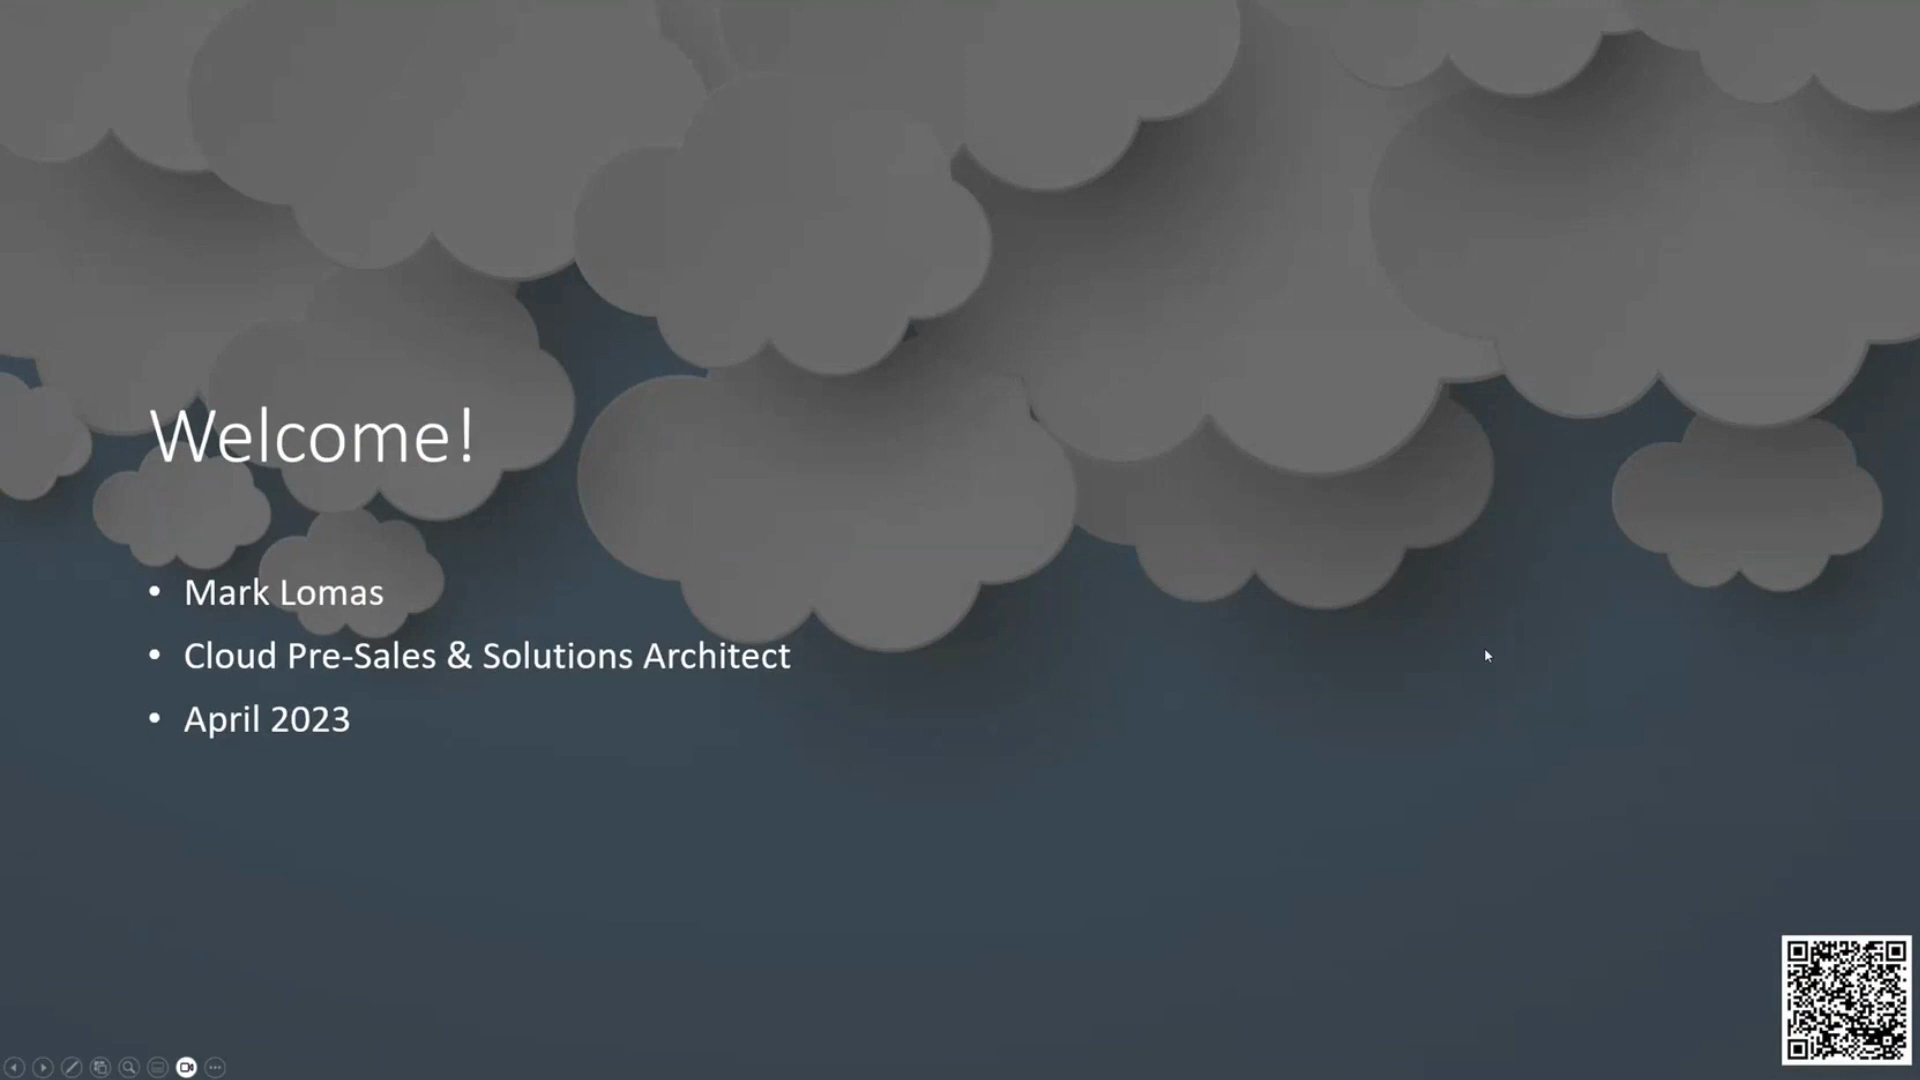 Welcome!
• Mark Lomas
• Cloud Pre-Sales & Solutions Architect
• April 2023